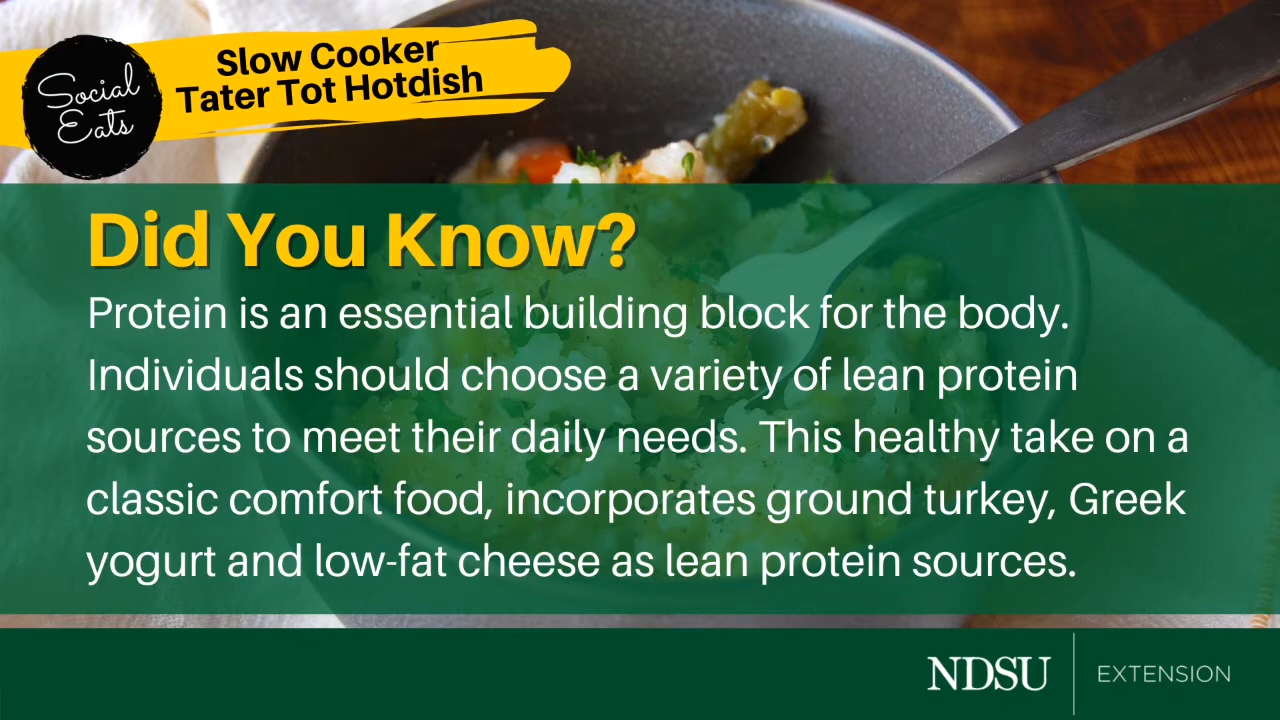 Social
Eats
Slow Cooker
Tater Tot Hotdish
Did You Know?
Protein is an essential building block for the body.
Individuals should choose a variety of lean protein
sources to meet their daily needs. This healthy take on a
classic comfort food, incorporates ground turkey, Greek
yogurt and low-fat cheese as lean protein sources.
NDSU
EXTENSION